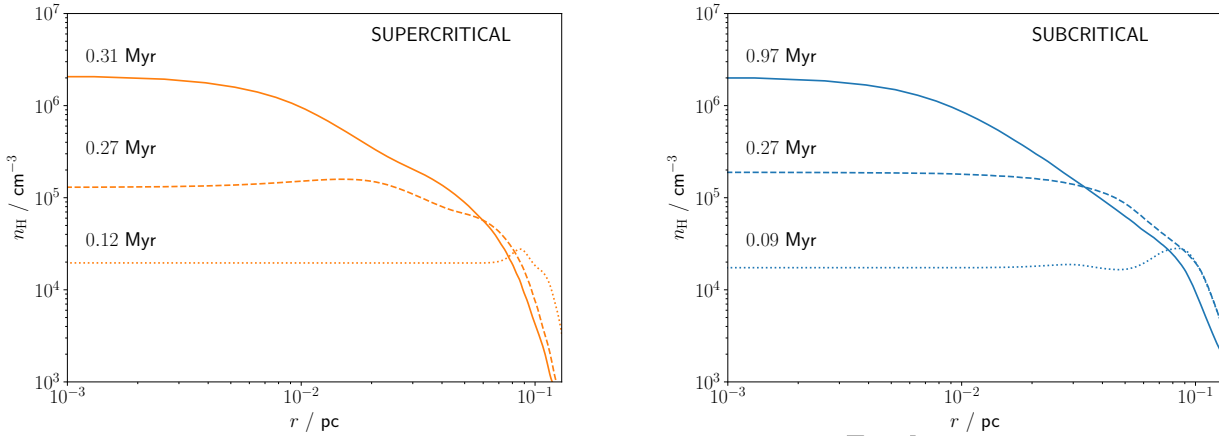 SUPERCRITICAL
0.31 Myr
0.27 Myr
0.12 Myr
10^7
10^6
10^5
10^4
10^3
n_H / cm^−3
10^−3
10^−2
10^−1
r / pc
SUBCRITICAL
0.97 Myr
0.27 Myr
0.09 Myr
10^7
10^6
10^5
10^4
10^3
n_H / cm^−3
10^−3
10^−2
10^−1
r / pc